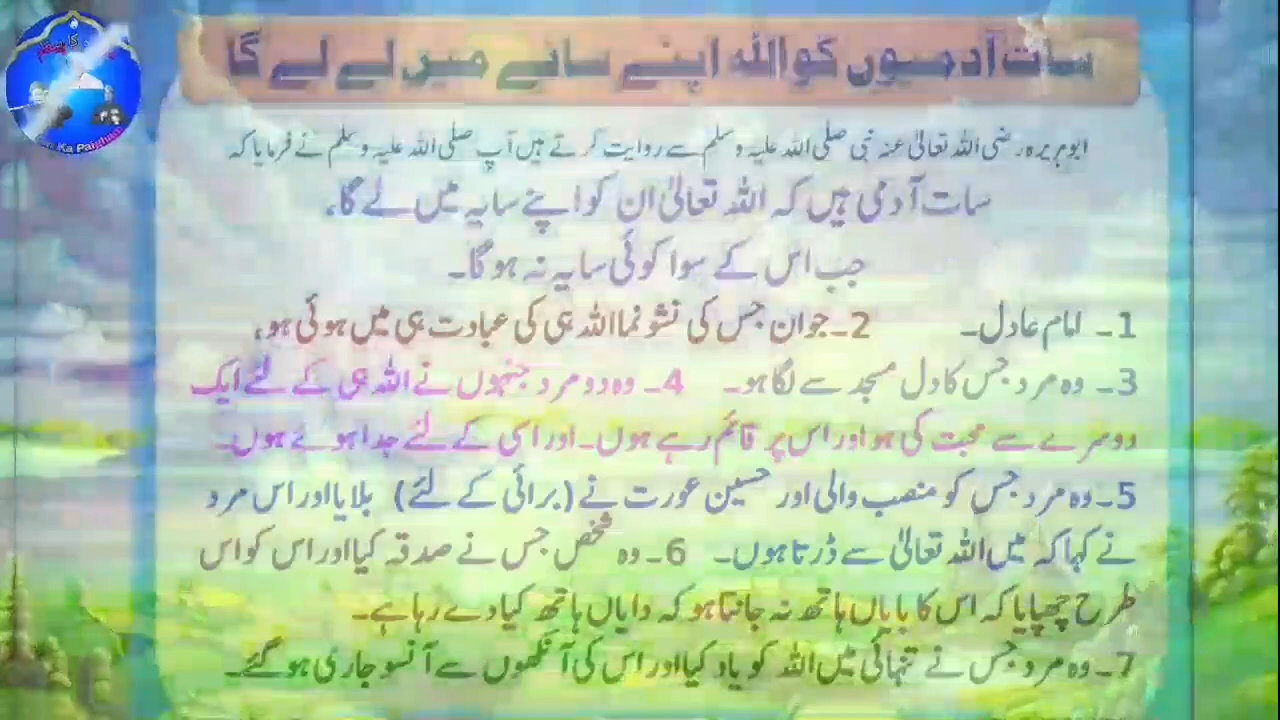 سات آدمیوں کو اللہ اپنے سائے میں لے لے گا
ابو ہریرہ رضی اللہ تعالیٰ عنہ نبی صلی اللہ علیہ وسلم سے روایت کرتے ہیں آپ صلی اللہ علیہ وسلم نے فرمایا کہ
سات آدمی ہیں کہ اللہ تعالیٰ ان کو اپنے سایہ میں لے گا،
جب اس کے سوا کوئی سایہ نہ ہوگا۔
1۔ امام عادل۔ 2۔ جوان جس کی نشوونما اللہ ہی کی عبادت ہی میں ہوئی ہو،
3۔ وہ مرد جس کا دل مسجد سے لگا ہو۔ 4۔ وہ دو مرد جنہوں نے اللہ ہی کے لئے ایک
دوسرے سے محبت کی ہو اور اس پر قائم رہے ہوں۔ اور اسی کے لئے جدا ہوئے ہوں۔
5۔ وہ مرد جس کو منصب والی اور حسین عورت نے (برائی کے لئے) بلایا اور اس مرد
نے کہا کہ میں اللہ تعالیٰ سے ڈرتا ہوں۔ 6۔ وہ شخص جس نے صدقہ کیا اور اس کو اس
طرح چھپایا کہ اس کا بایاں ہاتھ نہ جانتا ہو کہ دایاں ہاتھ کیا دے رہا ہے۔
7۔ وہ مرد جس نے تنہائی میں اللہ کو یاد کیا اور اس کی آنکھوں سے آنسو جاری ہو گئے۔
Ka Paigham